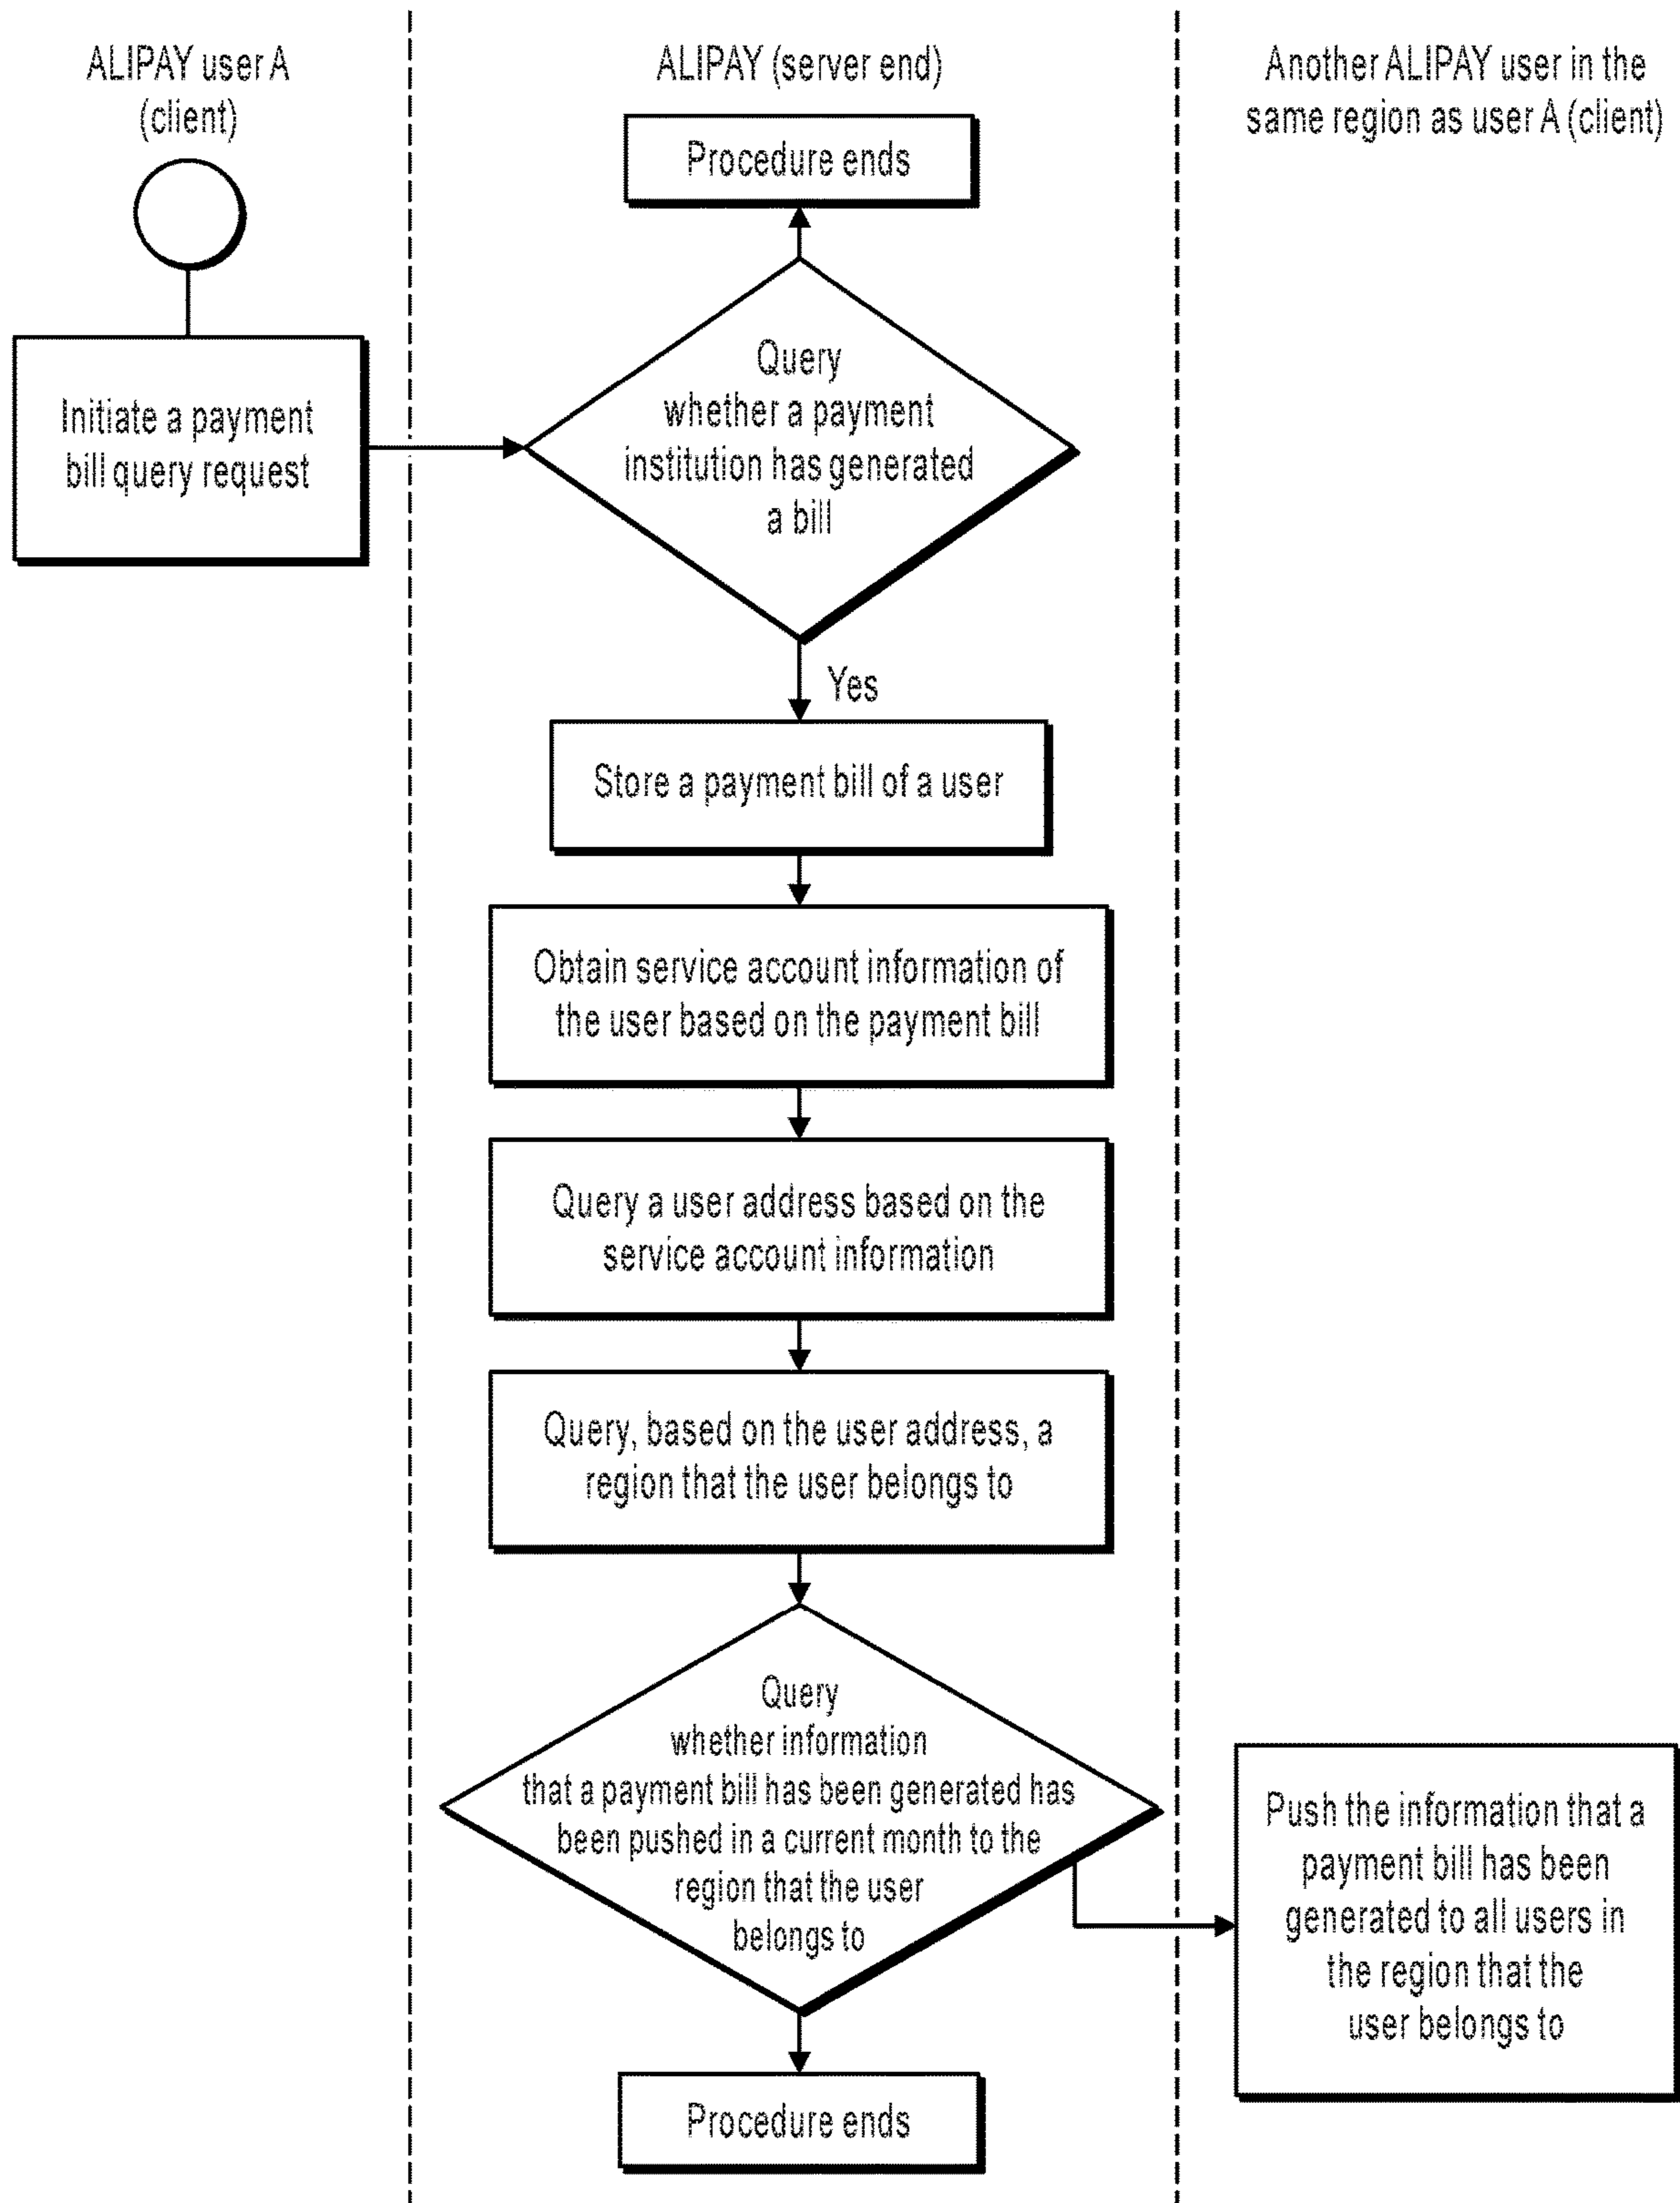 ALIPAY user A
(client)
ALIPAY (server end)
Another ALIPAY user in the
same region as user A (client)
Procedure ends
Initiate a payment
bill query request
Query
whether a payment
institution has generated
a bill
Yes
Store a payment bill of a user
Obtain service account information of
the user based on the payment bill
Query a user address based on the
service account information
Query, based on the user address, a
region that the user belongs to
Query
whether information
that a payment bill has been generated has
been pushed in a current month to the
region that the user
belongs to
Push the information that a
payment bill has been
generated to all users in
the region that the
user belongs to
Procedure ends